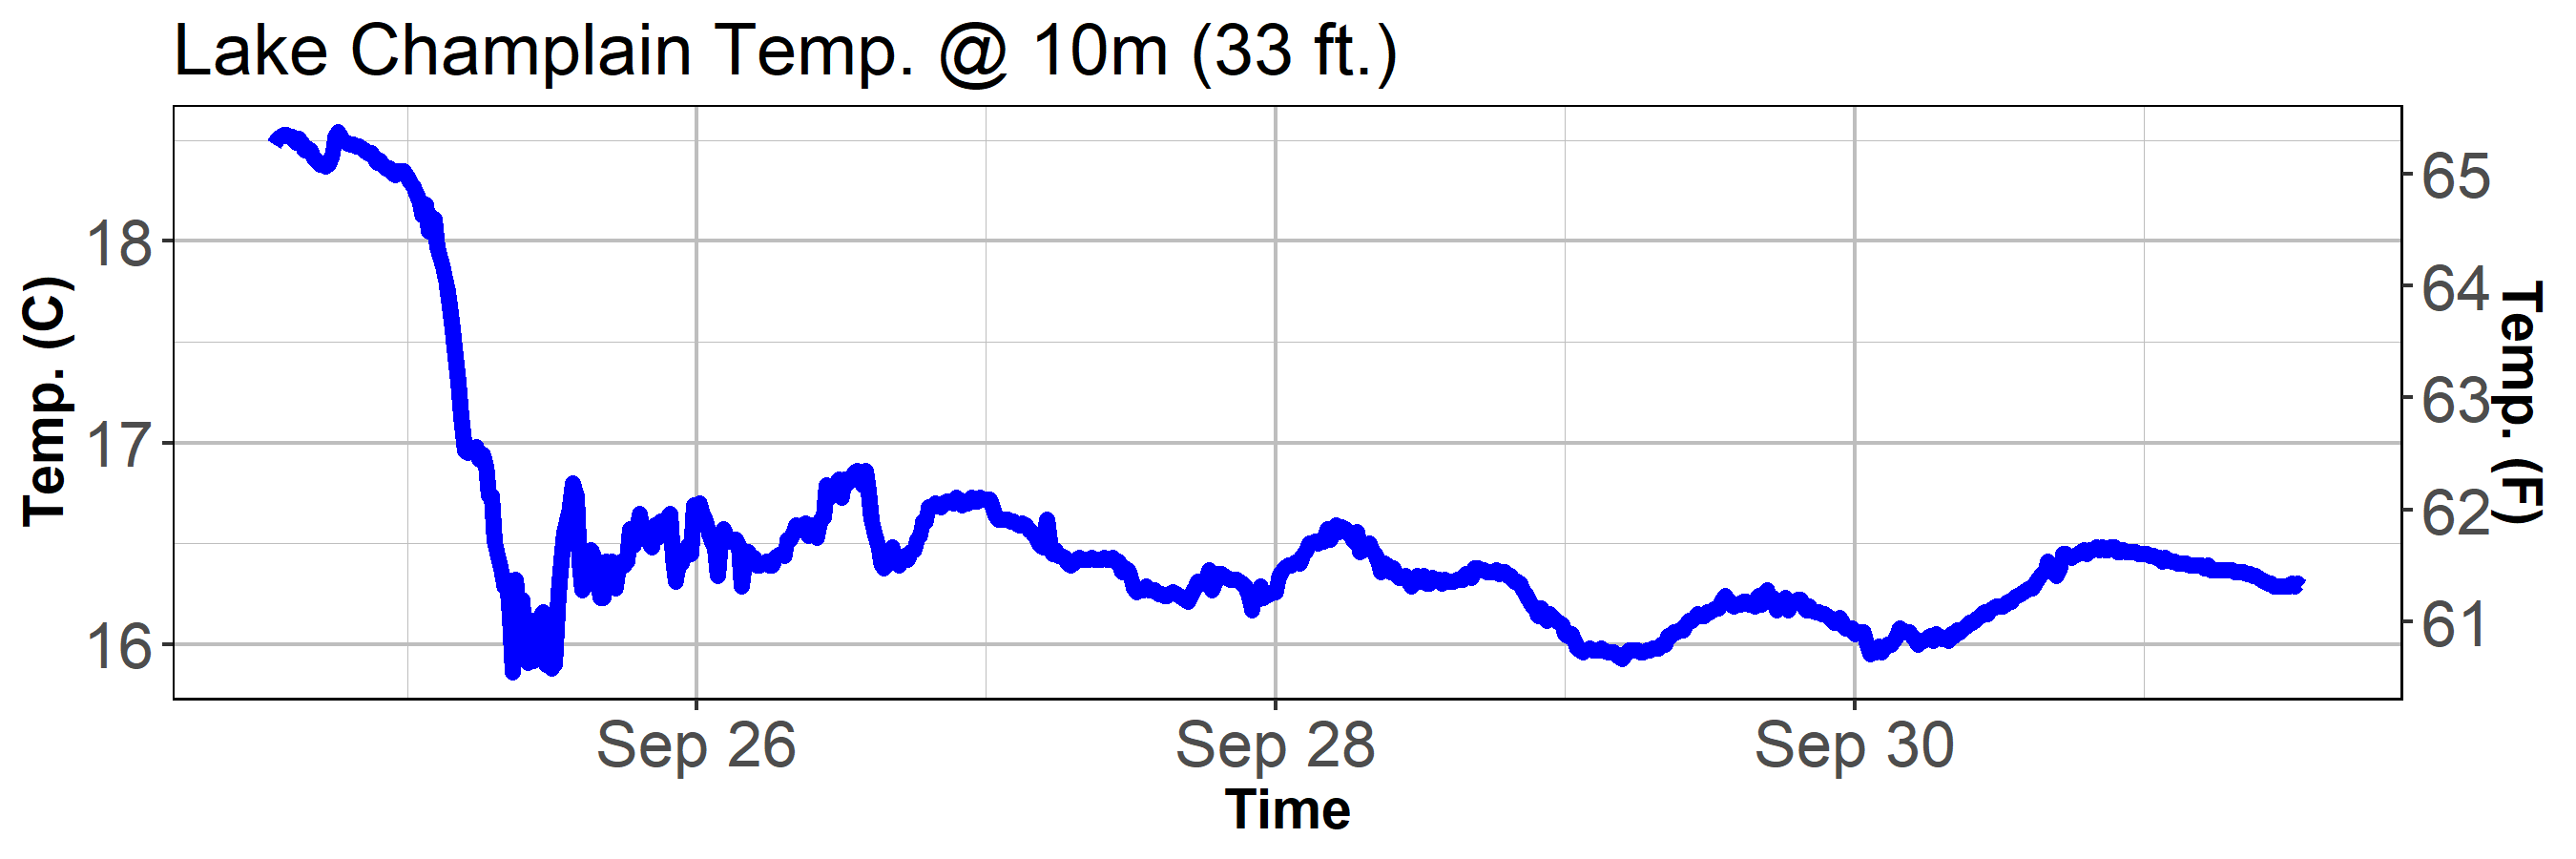 Lake Champlain Temp. @ 10m (33 ft.)
Temp. (C)
18
17
16
65
64
63
62
61
Temp. (F)
Sep 26
Sep 28
Sep 30
Time